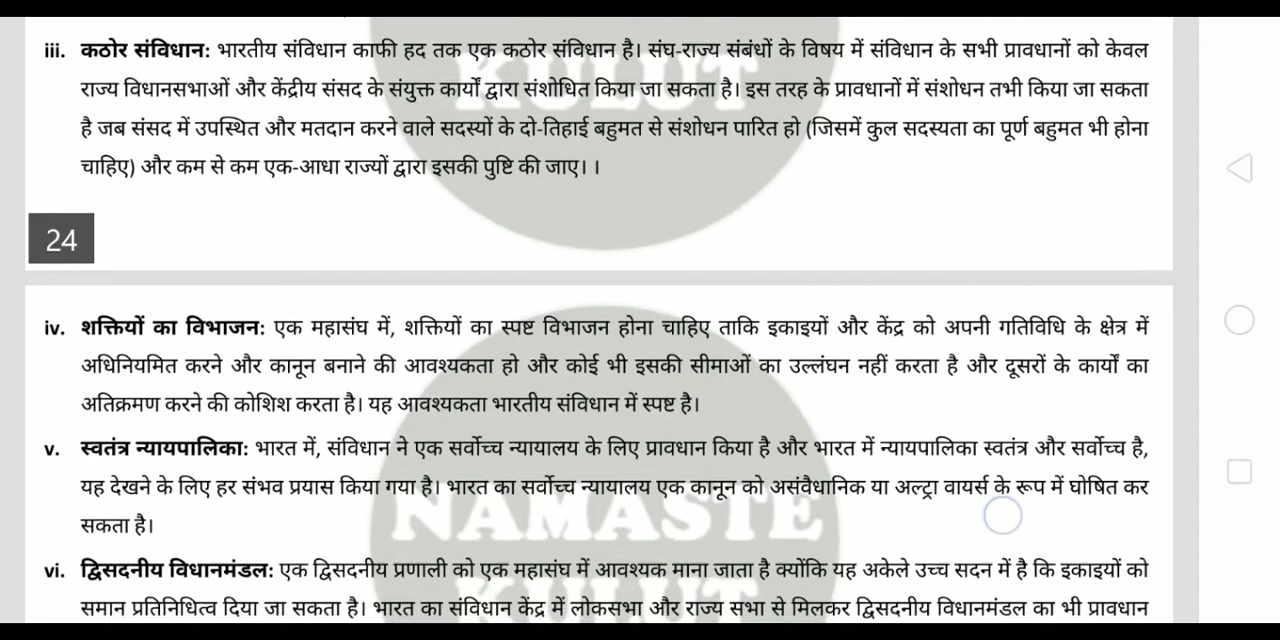 iii. कठोर संविधान: भारतीय संविधान काफी हद तक एक कठोर संविधान है। संघ-राज्य संबंधों के विषय में संविधान के सभी प्रावधानों को केवल
राज्य विधानसभाओं और केंद्रीय संसद के संयुक्त कार्यों द्वारा संशोधित किया जा सकता है। इस तरह के प्रावधानों में संशोधन तभी किया जा सकता
है जब संसद में उपस्थित और मतदान करने वाले सदस्यों के दो-तिहाई बहुमत से संशोधन पारित हो (जिसमें कुल सदस्यता का पूर्ण बहुमत भी होना
चाहिए) और कम से कम एक-आधा राज्यों द्वारा इसकी पुष्टि की जाए। ।
KULUT
24
iv. शक्तियों का विभाजन: एक महासंघ में, शक्तियों का स्पष्ट विभाजन होना चाहिए ताकि इकाइयों और केंद्र को अपनी गतिविधि के क्षेत्र में
अधिनियमित करने और कानून बनाने की आवश्यकता हो और कोई भी इसकी सीमाओं का उल्लंघन नहीं करता है और दूसरों के कार्यों का
अतिक्रमण करने की कोशिश करता है। यह आवश्यकता भारतीय संविधान में स्पष्ट है।
v. स्वतंत्र न्यायपालिका: भारत में, संविधान ने एक सर्वोच्च न्यायालय के लिए प्रावधान किया है और भारत में न्यायपालिका स्वतंत्र और सर्वोच्च है,
यह देखने के लिए हर संभव प्रयास किया गया है। भारत का सर्वोच्च न्यायालय एक कानून को असंवैधानिक या अल्ट्रा वायर्स के रूप में घोषित कर
सकता है।
NAMASTE
KULUT
vi. द्विसदनीय विधानमंडल: एक द्विसदनीय प्रणाली को एक महासंघ में आवश्यक माना जाता है क्योंकि यह अकेले उच्च सदन में है कि इकाइयों को
समान प्रतिनिधित्व दिया जा सकता है। भारत का संविधान केंद्र में लोकसभा और राज्य सभा से मिलकर द्विसदनीय विधानमंडल का भी प्रावधान